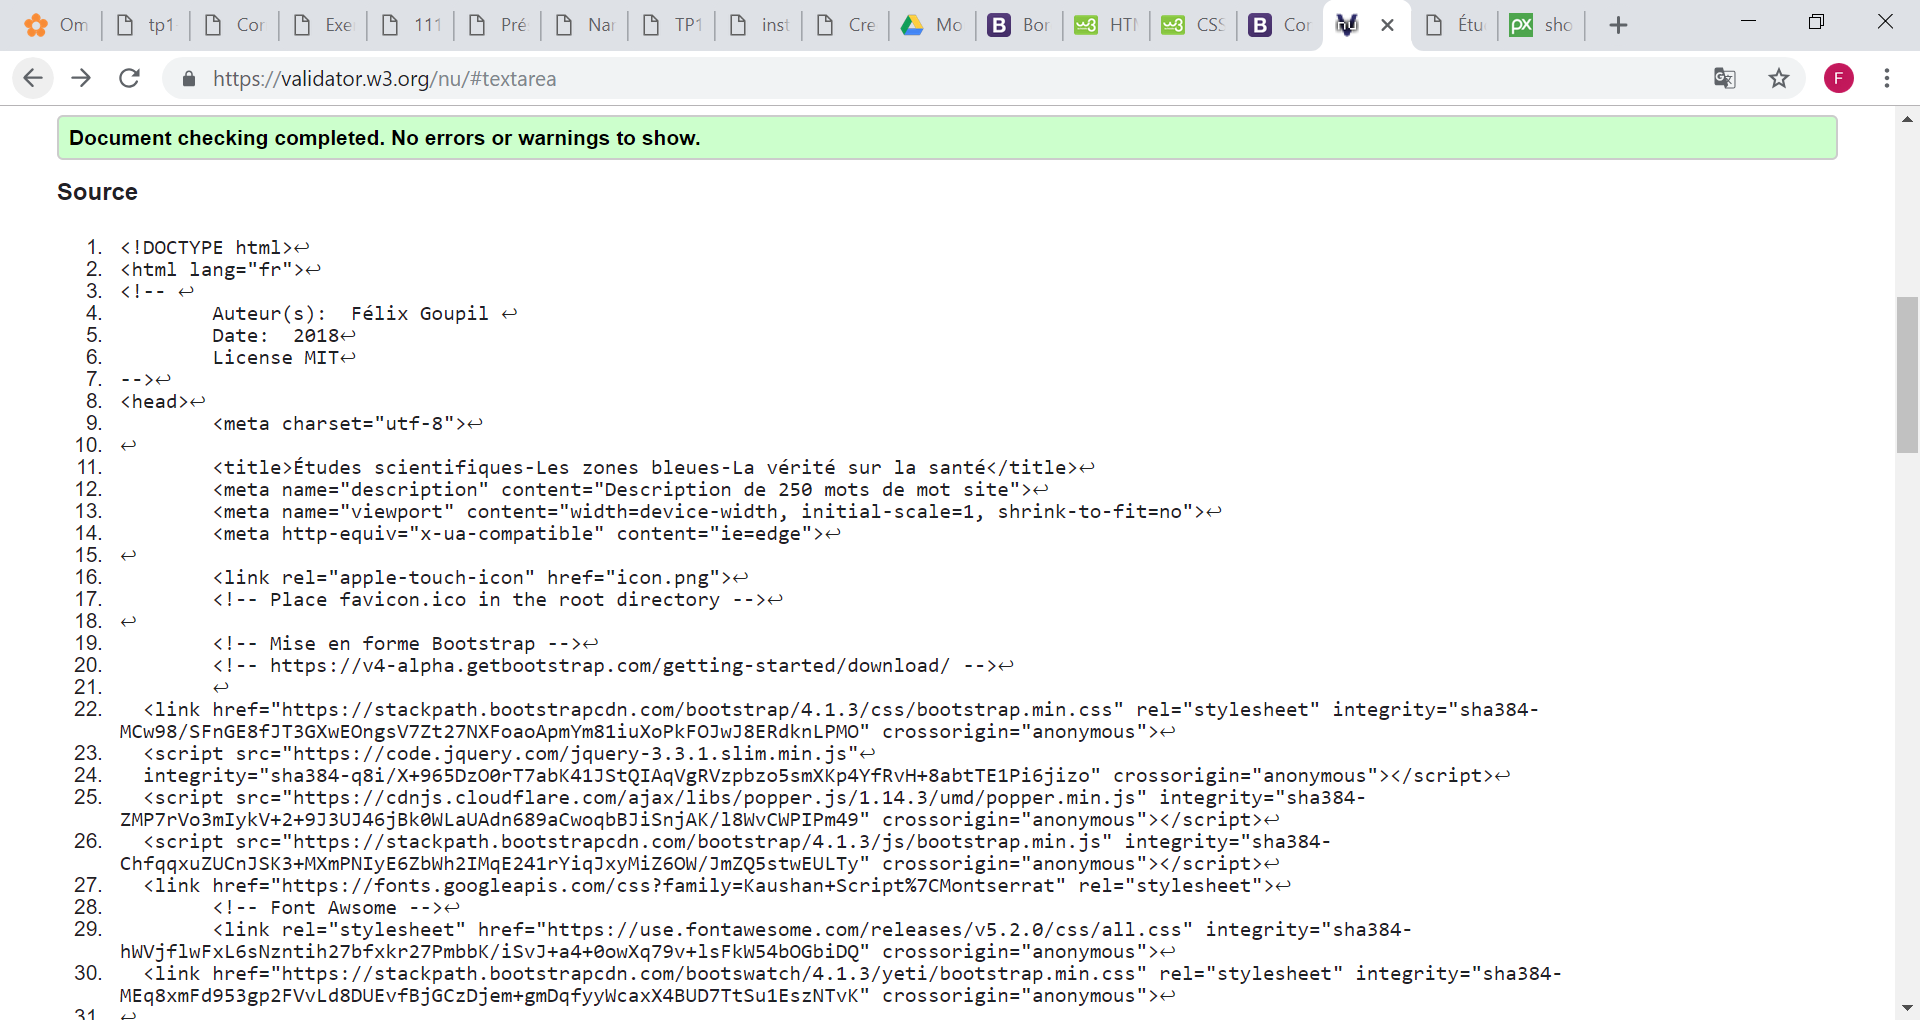 Om
tp1
Cor
Exe
111
Pré
Nar
TP1
inst
Cre
Mo
Bor
HTM
CSS
Cor
Étu
sho
https://validator.w3.org/nu/#textarea
F
Document checking completed. No errors or warnings to show.
Source
1. <!DOCTYPE html>↩
2. <html lang="fr">↩
3. <!-- ↩
4. Auteur(s):  Félix Goupil ↩
5. Date:  2018↩
6. License MIT↩
7. -->↩
8. <head>↩
9. <meta charset="utf-8">↩
10. ↩
11. <title>Études scientifiques-Les zones bleues-La vérité sur la santé</title>↩
12. <meta name="description" content="Description de 250 mots de mot site">↩
13. <meta name="viewport" content="width=device-width, initial-scale=1, shrink-to-fit=no">↩
14. <meta http-equiv="x-ua-compatible" content="ie=edge">↩
15. ↩
16. <link rel="apple-touch-icon" href="icon.png">↩
17. <!-- Place favicon.ico in the root directory -->↩
18. ↩
19. <!-- Mise en forme Bootstrap -->↩
20. <!-- https://v4-alpha.getbootstrap.com/getting-started/download/ -->↩
21. ↩
22. <link href="https://stackpath.bootstrapcdn.com/bootstrap/4.1.3/css/bootstrap.min.css" rel="stylesheet" integrity="sha384-
MCw98/SFnGE8fJT3GXwEOngsV7Zt27NXFoaoApmYm81iuXoPkFOJwJ8ERdknLPMO" crossorigin="anonymous">↩
23. <script src="https://code.jquery.com/jquery-3.3.1.slim.min.js"↩
24. integrity="sha384-q8i/X+965DzO0rT7abK41JStQIAqVgRVzpbzo5smXKp4YfRvH+8abtTE1Pi6jizo" crossorigin="anonymous"></script>↩
25. <script src="https://cdnjs.cloudflare.com/ajax/libs/popper.js/1.14.3/umd/popper.min.js" integrity="sha384-
ZMP7rVo3mIykV+2+9J3UJ46jBk0WLaUAdn689aCwoqbBJiSnjAK/l8WvCWPIPm49" crossorigin="anonymous"></script>↩
26. <script src="https://stackpath.bootstrapcdn.com/bootstrap/4.1.3/js/bootstrap.min.js" integrity="sha384-
ChfqqxuZUCnJSK3+MXmPNIyE6ZbWh2IMqE241rYiqJxyMiZ6OW/JmZQ5stwEULTy" crossorigin="anonymous"></script>↩
27. <link href="https://fonts.googleapis.com/css?family=Kaushan+Script%7CMontserrat" rel="stylesheet">↩
28. <!-- Font Awsome -->↩
29. <link rel="stylesheet" href="https://use.fontawesome.com/releases/v5.2.0/css/all.css" integrity="sha384-
hWVjflwFxL6sNzntih27bfxkr27PmbbK/iSvJ+a4+0owXq79v+lsFkW54bOGbiDQ" crossorigin="anonymous">↩
30. <link href="https://stackpath.bootstrapcdn.com/bootswatch/4.1.3/yeti/bootstrap.min.css" rel="stylesheet" integrity="sha384-
MEq8xmFd953gp2FVvLd8DUEvfBjGCzDjem+gmDqfyyWcaxX4BUD7TtSu1EszNTvK" crossorigin="anonymous">↩
31. ↩